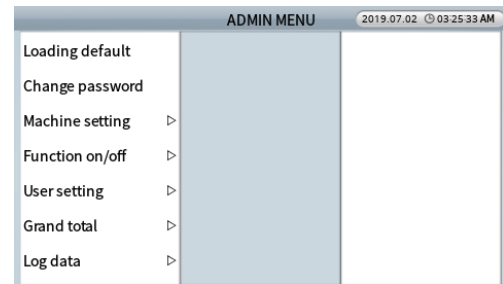 ADMIN MENU
2019.07.02 03:25:33 AM
Loading default
Change password
Machine setting
Function on/off
User setting
Grand total
Log data